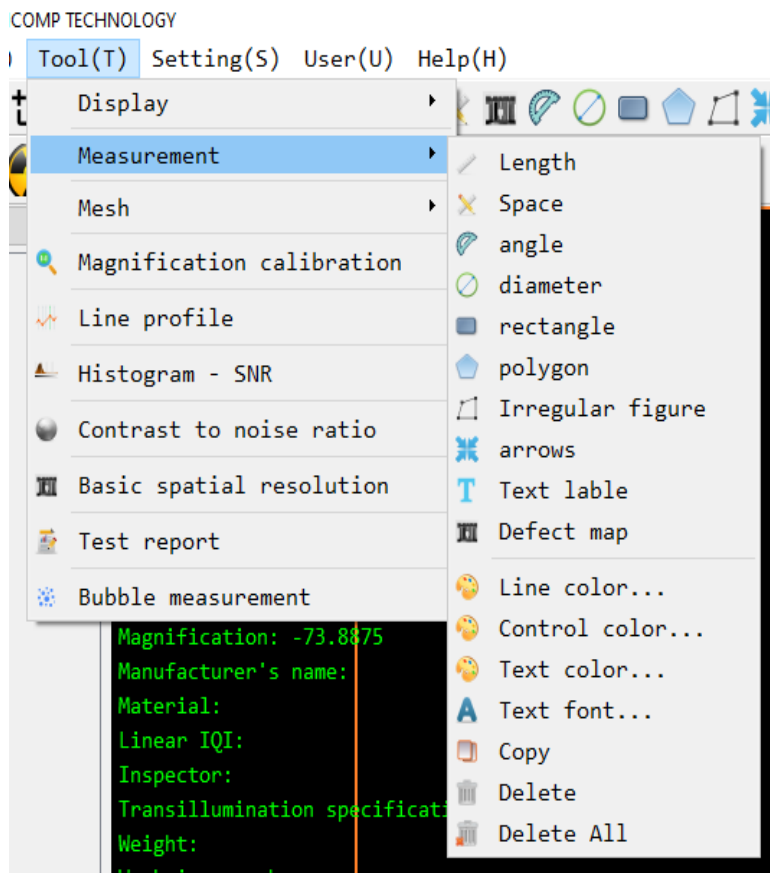 COMP TECHNOLOGY
Tool(T) Setting(S) User(U) Help(H)
Display
Measurement
Mesh
Magnification calibration
Line profile
Histogram - SNR
Contrast to noise ratio
Basic spatial resolution
Test report
Bubble measurement
Length
Space
angle
diameter
rectangle
polygon
Irregular figure
arrows
Text lable
Defect map
Line color...
Control color...
Text color...
Text font...
Copy
Delete
Delete All
Magnification: -73.8875
Manufacturer's name:
Material:
Linear IQI:
Inspector:
Transillumination specificati
Weight: